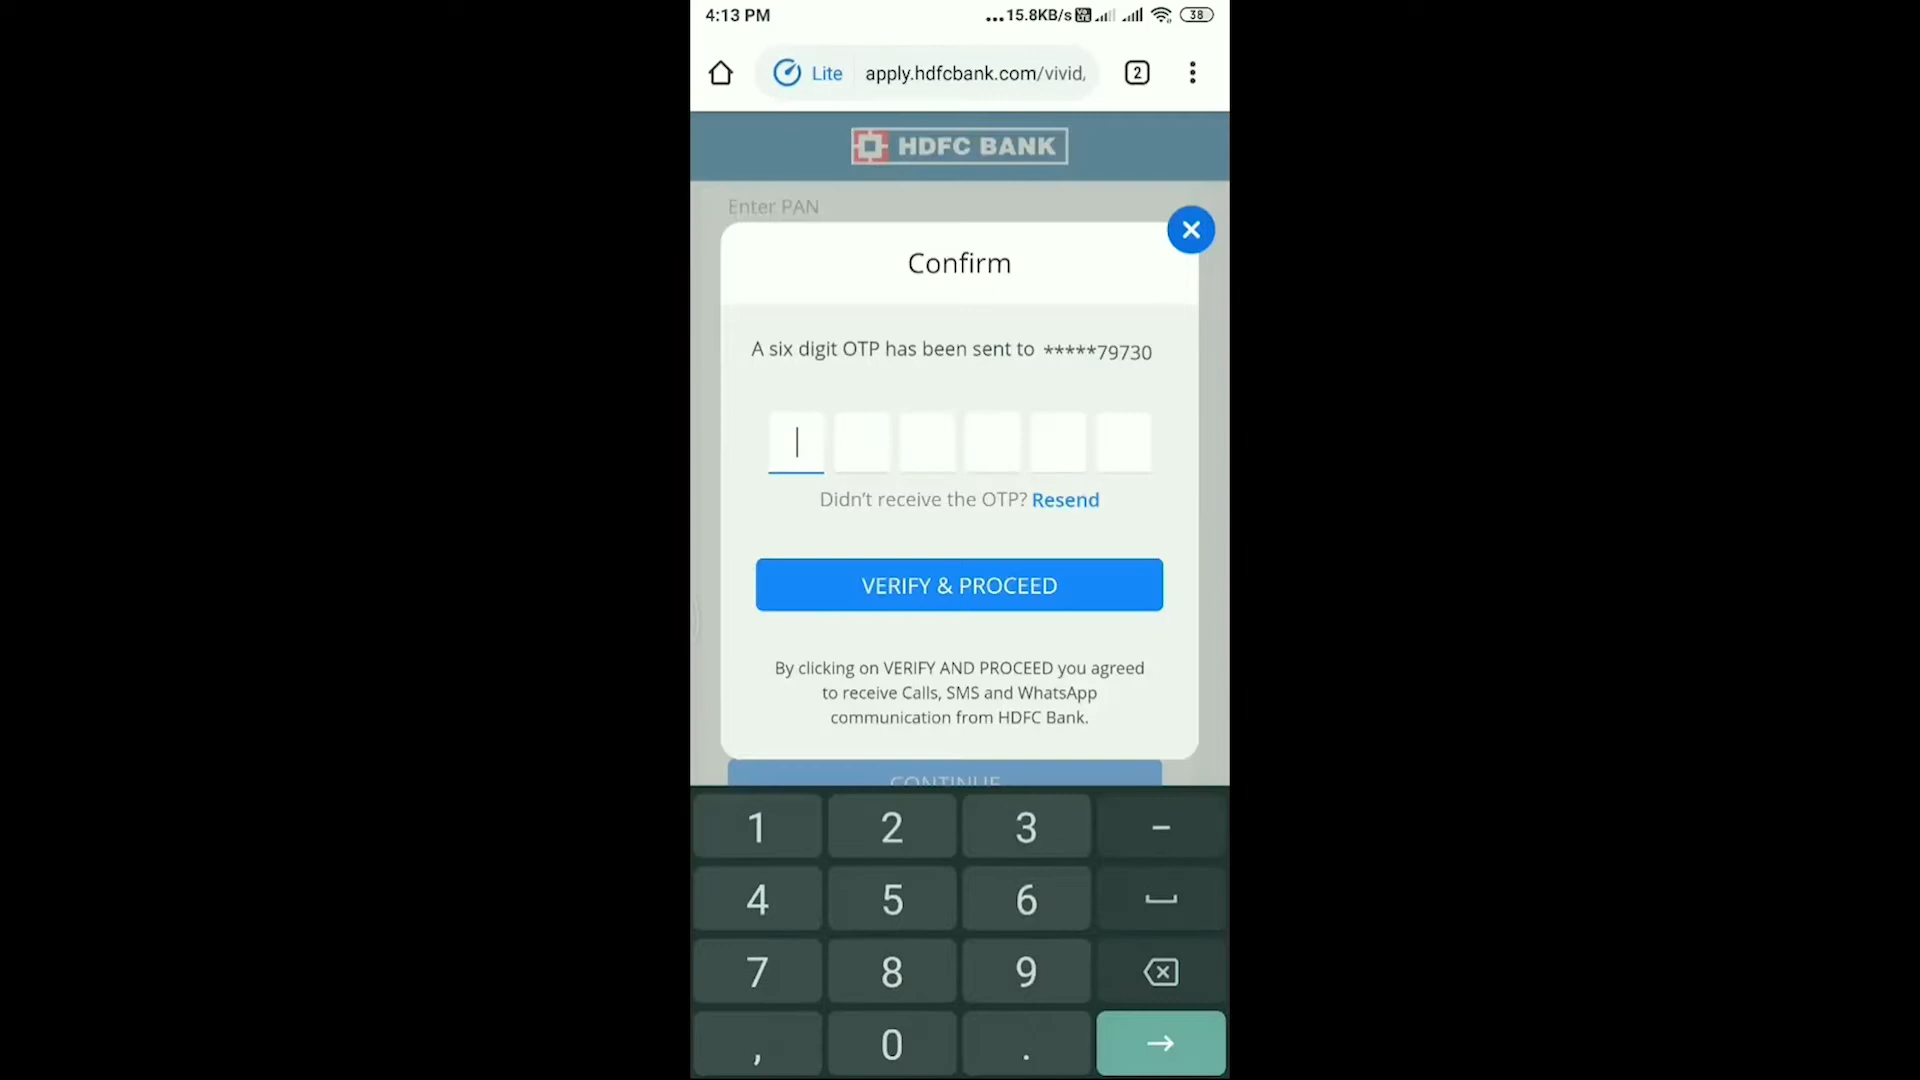 4:13 PM
...15.8KB/s
38
Lite
apply.hdfcbank.com/vivid,
2
HDFC BANK
Enter PAN
Confirm
A six digit OTP has been sent to *****79730
Didn't receive the OTP? Resend
VERIFY & PROCEED
By clicking on VERIFY AND PROCEED you agreed
to receive Calls, SMS and WhatsApp
communication from HDFC Bank.
CONTINUE
1 2 3 -
4 5 6
7 8 9
, 0 .